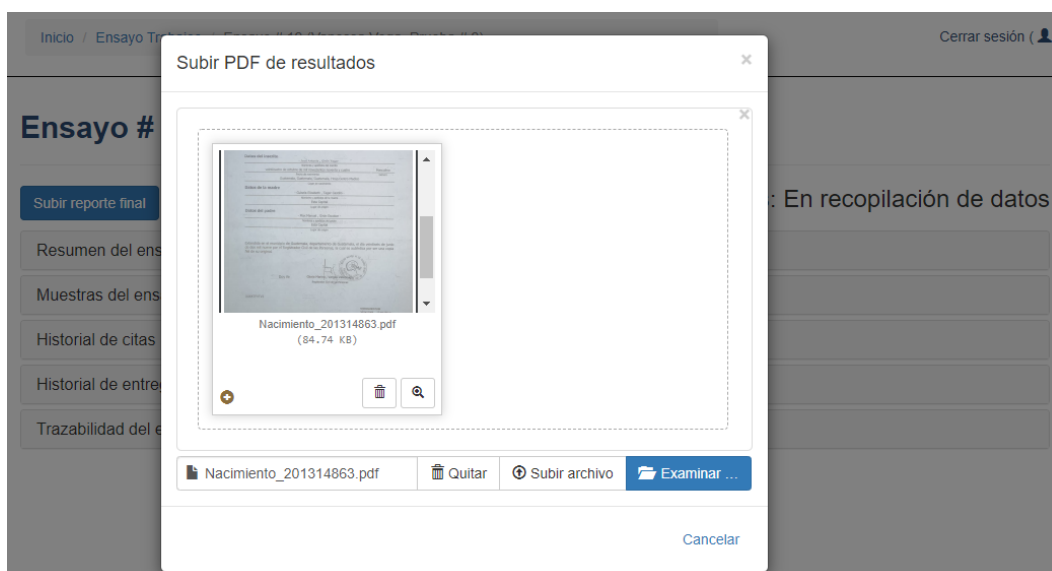 Inicio / Ensayo
Cerrar sesión (
Subir PDF de resultados
×
Ensayo #
×
Subir reporte final
: En recopilación de datos
Resumen del ens
Muestras del ens
Historial de citas
Historial de entre
Trazabilidad del e
Nacimiento_201314863.pdf
(84.74 KB)
Nacimiento_201314863.pdf
Quitar
Subir archivo
Examinar ...
Cancelar